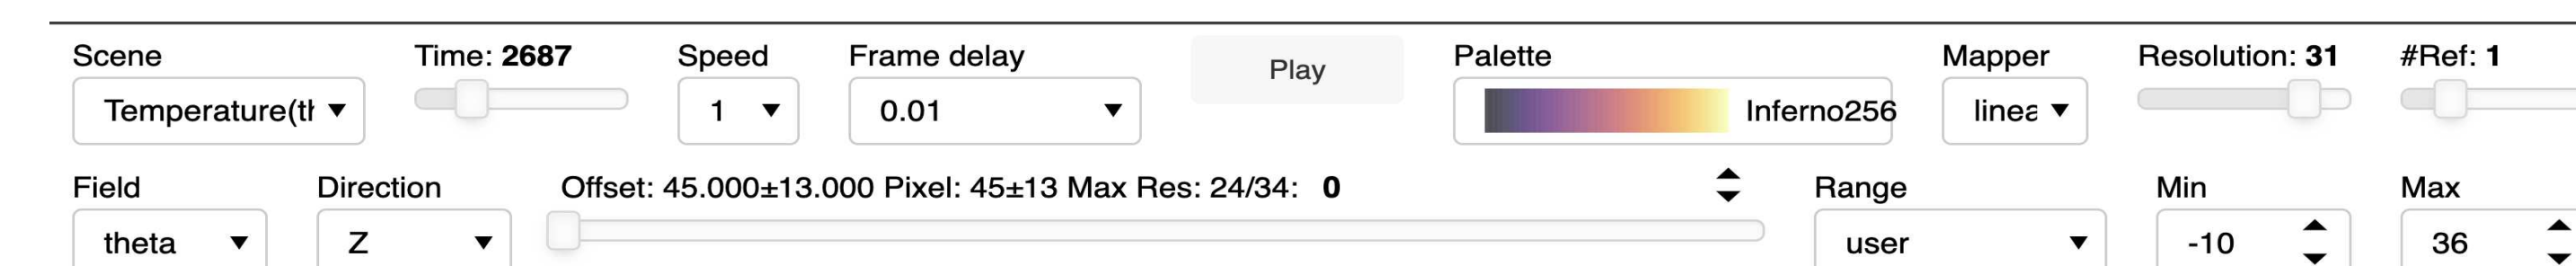 Scene Time: 2687 Speed Frame delay Play Palette Mapper Resolution: 31 #Ref: 1
Temperature(tl 1 0.01 Inferno256 linea
Field Direction Offset: 45.000±13.000 Pixel: 45±13 Max Res: 24/34: 0 Range Min Max
theta Z user -10 36